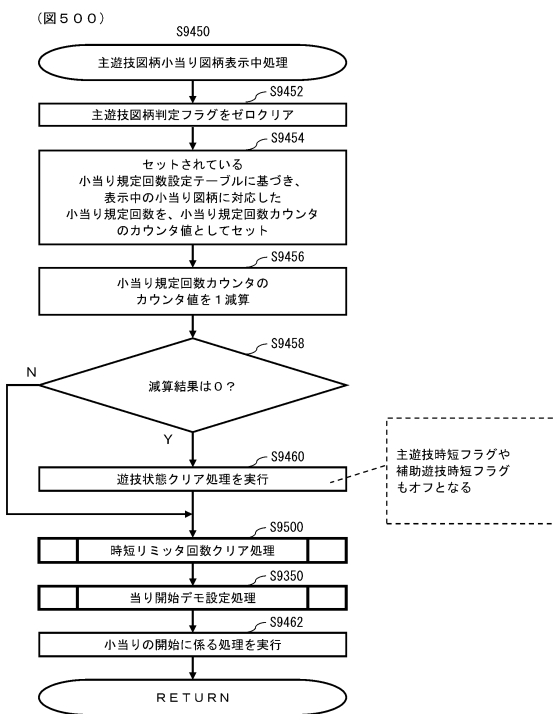 (図500)
S9450
主遊技図柄小当り図柄表示中処理
S9452
主遊技図柄判定フラグをゼロクリア
S9454
セットされている
小当り規定回数設定テーブルに基づき、
表示中の小当り図柄に対応した
小当り規定回数を、小当り規定回数カウンタ
のカウンタ値としてセット
S9456
小当り規定回数カウンタの
カウンタ値を1減算
S9458
N
減算結果は0?
Y
S9460
遊技状態クリア処理を実行
主遊技時短フラグや
補助遊技時短フラグ
もオフとなる
S9500
時短リミッタ回数クリア処理
S9350
当り開始デモ設定処理
S9462
小当りの開始に係る処理を実行
RETURN